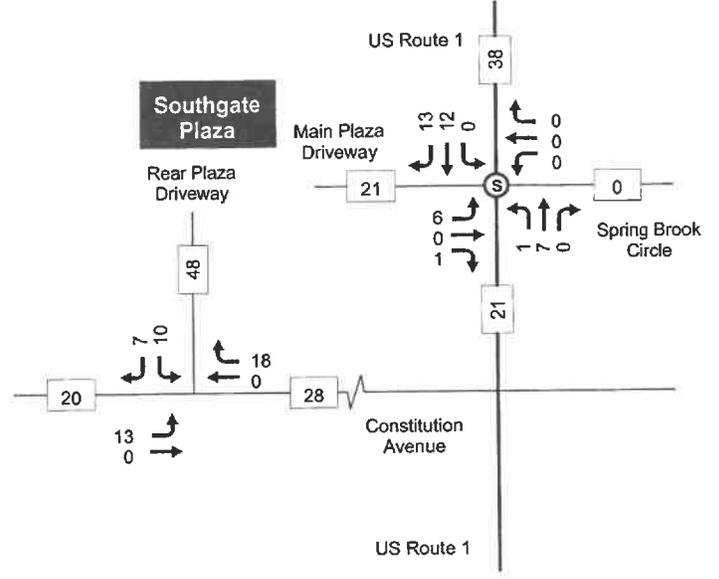 US Route 1
38
Southgate
Plaza
13
12
0
0
0
0
Main Plaza
Driveway
Rear Plaza
Driveway
21
S
0
6
0
1
1
7
0
Spring Brook
Circle
48
21
7
10
18
0
20
28
13
0
Constitution
Avenue
US Route 1